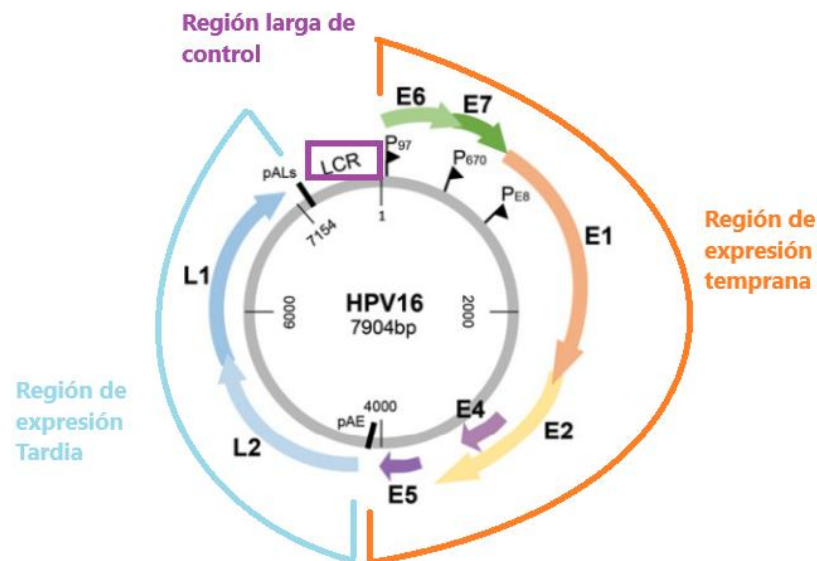 Región larga de
control
E6
E7
P97
P670
PE8
LCR
pALs
7154
1
E1
Región de
expresión
temprana
L1
HPV16
7904bp
6000
2000
Región de
expresión
Tardia
4000
pAE
E4
E2
L2
E5